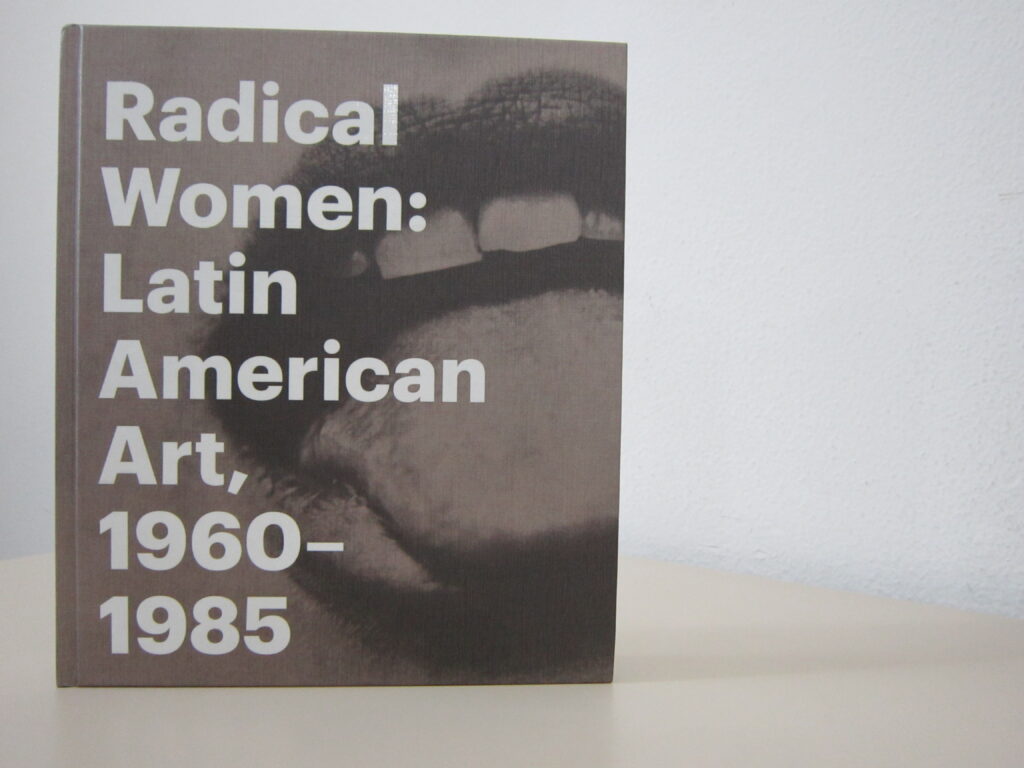 Radical
Women:
Latin
American
Art,
1960–
1985